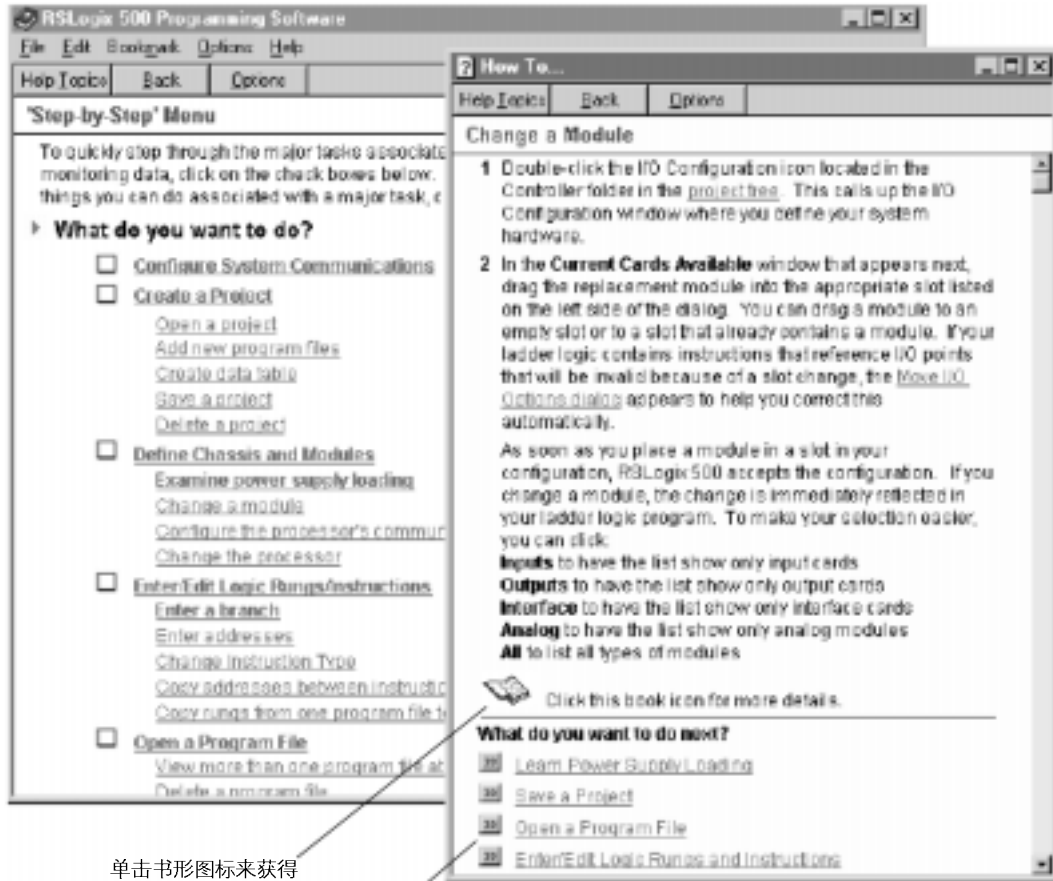 RSLogix 500 Programming Software
File Edit Bookmark Options Help
Help Topics Back Options
'Step-by-Step' Menu
To quickly step through the major tasks associate
monitoring data, click on the check boxes below.
things you can do associated with a major task, c
What do you want to do?
Configure System Communications
Create a Project
Open a project
Add new program files
Create data table
Save a project
Delete a project
Define Chassis and Modules
Examine power supply loading
Change a module
Configure the processor's commun
Change the processor
Enter/Edit Logic Rungs/Instructions
Enter a branch
Enter addresses
Change Instruction Type
Copy addresses between instructio
Copy rungs from one program file t
Open a Program File
View more than one program file at
Delete a program file
How To...
Help Topics Back Options
Change a Module
1 Double-click the I/O Configuration icon located in the
Controller folder in the project tree. This calls up the I/O
Configuration window where you define your system
hardware.
2 In the Current Cards Available window that appears next,
drag the replacement module into the appropriate slot listed
on the left side of the dialog. You can drag a module to an
empty slot or to a slot that already contains a module. If your
ladder logic contains instructions that reference I/O points
that will be invalid because of a slot change, the Move I/O
Options dialog appears to help you correct this
automatically.
As soon as you place a module in a slot in your
configuration, RSLogix 500 accepts the configuration. If you
change a module, the change is immediately reflected in
your ladder logic program. To make your selection easier,
you can click:
Inputs to have the list show only input cards
Outputs to have the list show only output cards
Interface to have the list show only interface cards
Analog to have the list show only analog modules
All to list all types of modules
Click this book icon for more details.
What do you want to do next?
Learn Power Supply Loading
Save a Project
Open a Program File
Enter/Edit Logic Rungs and Instructions
单击书形图标来获得